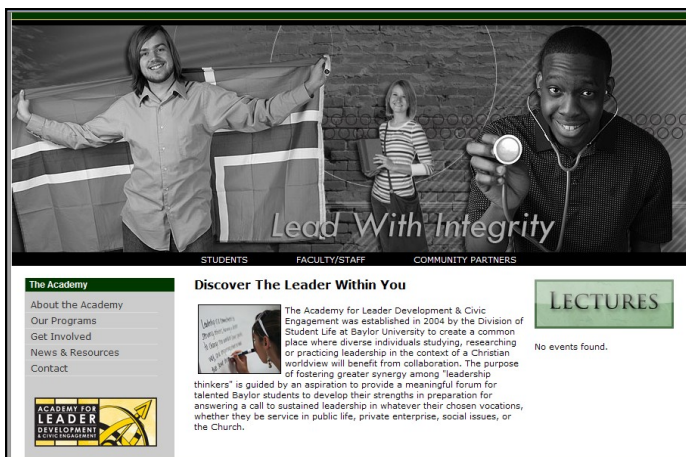 Lead With Integrity
STUDENTS
FACULTY/STAFF
COMMUNITY PARTNERS
The Academy
About the Academy
Our Programs
Get Involved
News & Resources
Contact
ACADEMY FOR
LEADER
DEVELOPMENT
& CIVIC ENGAGEMENT
Discover The Leader Within You
The Academy for Leader Development & Civic
Engagement was established in 2004 by the Division of
Student Life at Baylor University to create a common
place where diverse individuals studying, researching
or practicing leadership in the context of a Christian
worldview will benefit from collaboration. The purpose
of fostering greater synergy among "leadership
thinkers" is guided by an aspiration to provide a meaningful forum for
talented Baylor students to develop their strengths in preparation for
answering a call to sustained leadership in whatever their chosen vocations,
whether they be service in public life, private enterprise, social issues, or
the Church.
LECTURES
No events found.